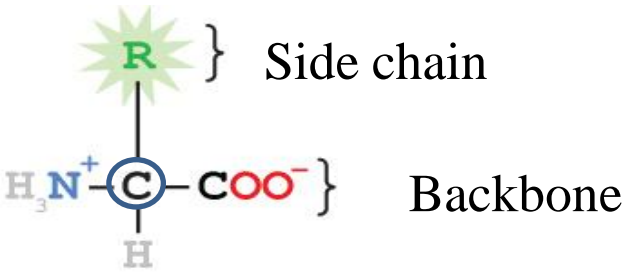 R } Side chain
H₃N⁺–C–COO⁻ } Backbone
H